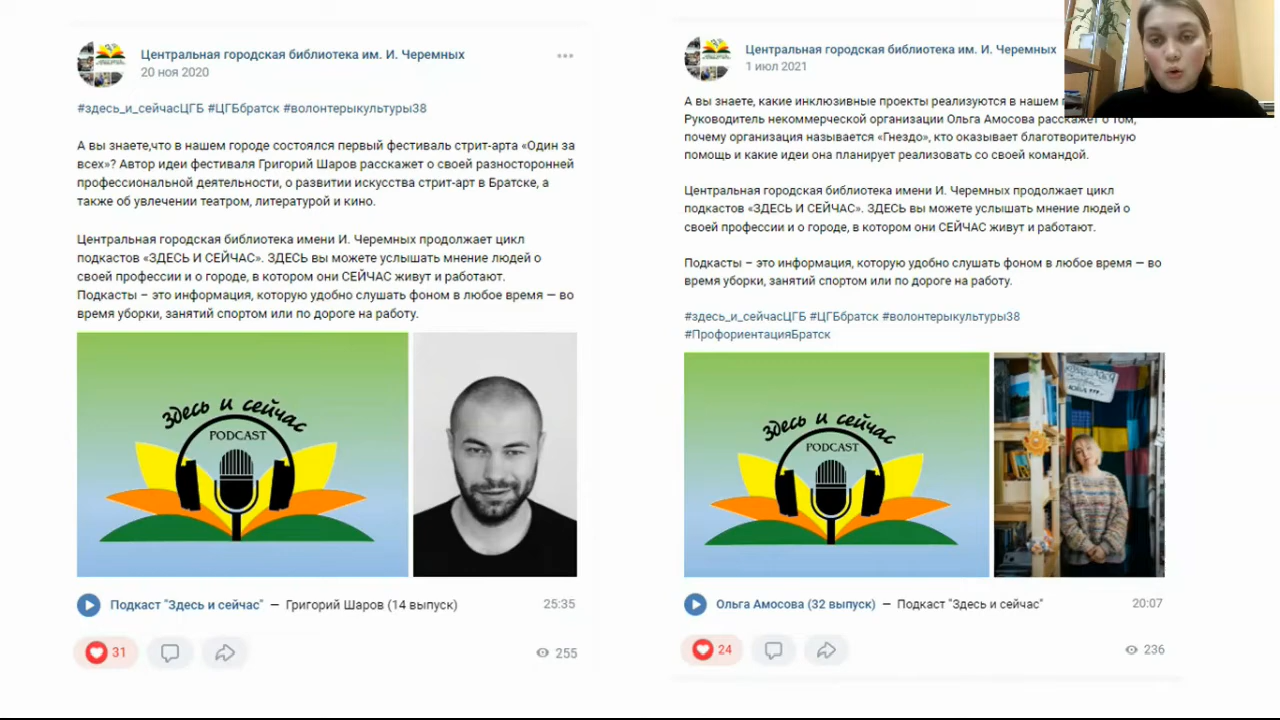 Центральная городская библиотека им. И. Черемных
20 ноя 2020
#здесь_и_сейчасЦГБ #ЦГБбратск #волонтерыкультуры38
А вы знаете,что в нашем городе состоялся первый фестиваль стрит-арта «Один за
всех»? Автор идеи фестиваля Григорий Шаров расскажет о своей разносторонней
профессиональной деятельности, о развитии искусства стрит-арт в Братске, а
также об увлечении театром, литературой и кино.
Центральная городская библиотека имени И. Черемных продолжает цикл
подкастов «ЗДЕСЬ И СЕЙЧАС». ЗДЕСЬ вы можете услышать мнение людей о
своей профессии и о городе, в котором они СЕЙЧАС живут и работают.
Подкасты – это информация, которую удобно слушать фоном в любое время — во
время уборки, занятий спортом или по дороге на работу.
Здесь и сейчас
PODCAST
Подкаст "Здесь и сейчас" — Григорий Шаров (14 выпуск)
25:35
31
255
Центральная городская библиотека им. И. Черемных
1 июл 2021
А вы знаете, какие инклюзивные проекты реализуются в нашем
Руководитель некоммерческой организации Ольга Амосова расскажет о том,
почему организация называется «Гнездо», кто оказывает благотворительную
помощь и какие идеи она планирует реализовать со своей командой.
Центральная городская библиотека имени И. Черемных продолжает цикл
подкастов «ЗДЕСЬ И СЕЙЧАС». ЗДЕСЬ вы можете услышать мнение людей о
своей профессии и о городе, в котором они СЕЙЧАС живут и работают.
Подкасты – это информация, которую удобно слушать фоном в любое время — во
время уборки, занятий спортом или по дороге на работу.
#здесь_и_сейчасЦГБ #ЦГБбратск #волонтерыкультуры38
#ПрофориентацияБратск
Здесь и сейчас
PODCAST
Ольга Амосова (32 выпуск) — Подкаст "Здесь и сейчас"
20:07
24
236